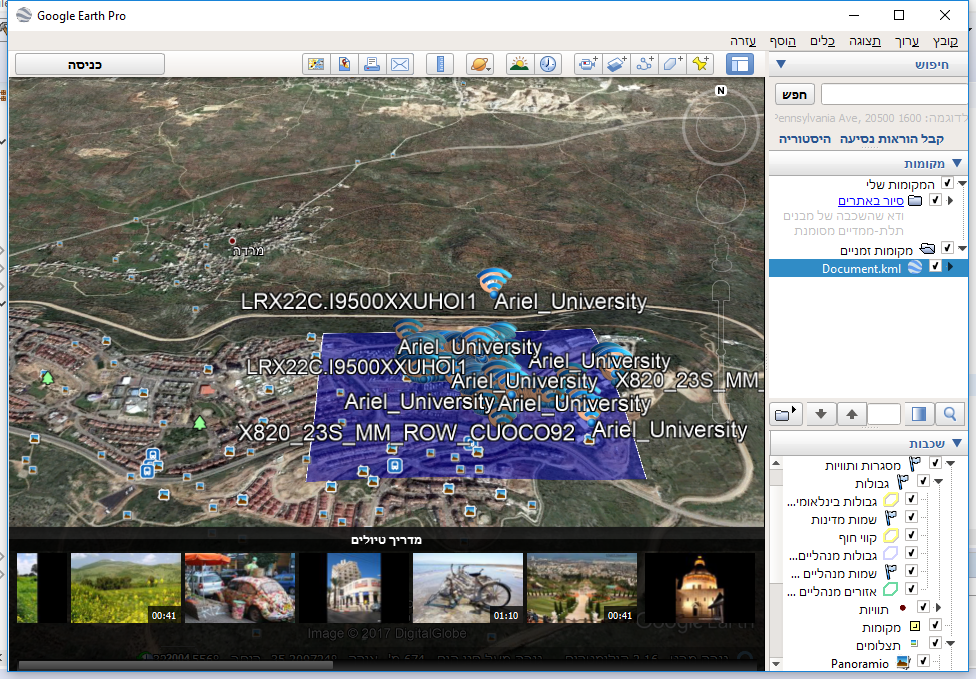 Google Earth Pro
קובץ ערוך תצוגה כלים הוסף עזרה
כניסה
חיפוש
חפש
לדוגמה: 1600 Pennsylvania Ave, 20500
קבל הוראות נסיעה היסטוריה
מקומות
המקומות שלי
סיור באתרים
ודא שהשכבה של מבנים
תלת-ממדיים מסומנת
מקומות זמניים
Document.kml
שכבות
מסגרות ותוויות
גבולות
גבולות בינלאומי...
שמות מדינות
קווי חוף
גבולות מנהליים...
שמות מנהליים ...
אזורים מנהליים ...
תוויות
מקומות
תצלומים
Panoramio
N
מרדה
LRX22C.I9500XXUHOI1 Ariel_University
Ariel_University
Ariel_University
LRX22C.I9500XXUHOI1
Ariel_University
X820_23S_MM_
Ariel_University
Ariel_University
X820_23S_MM_ROW_CUOCO92
Ariel_University
מדריך טיולים
00:41
01:10
00:41
Image © 2017 DigitalGlobe
Google Earth